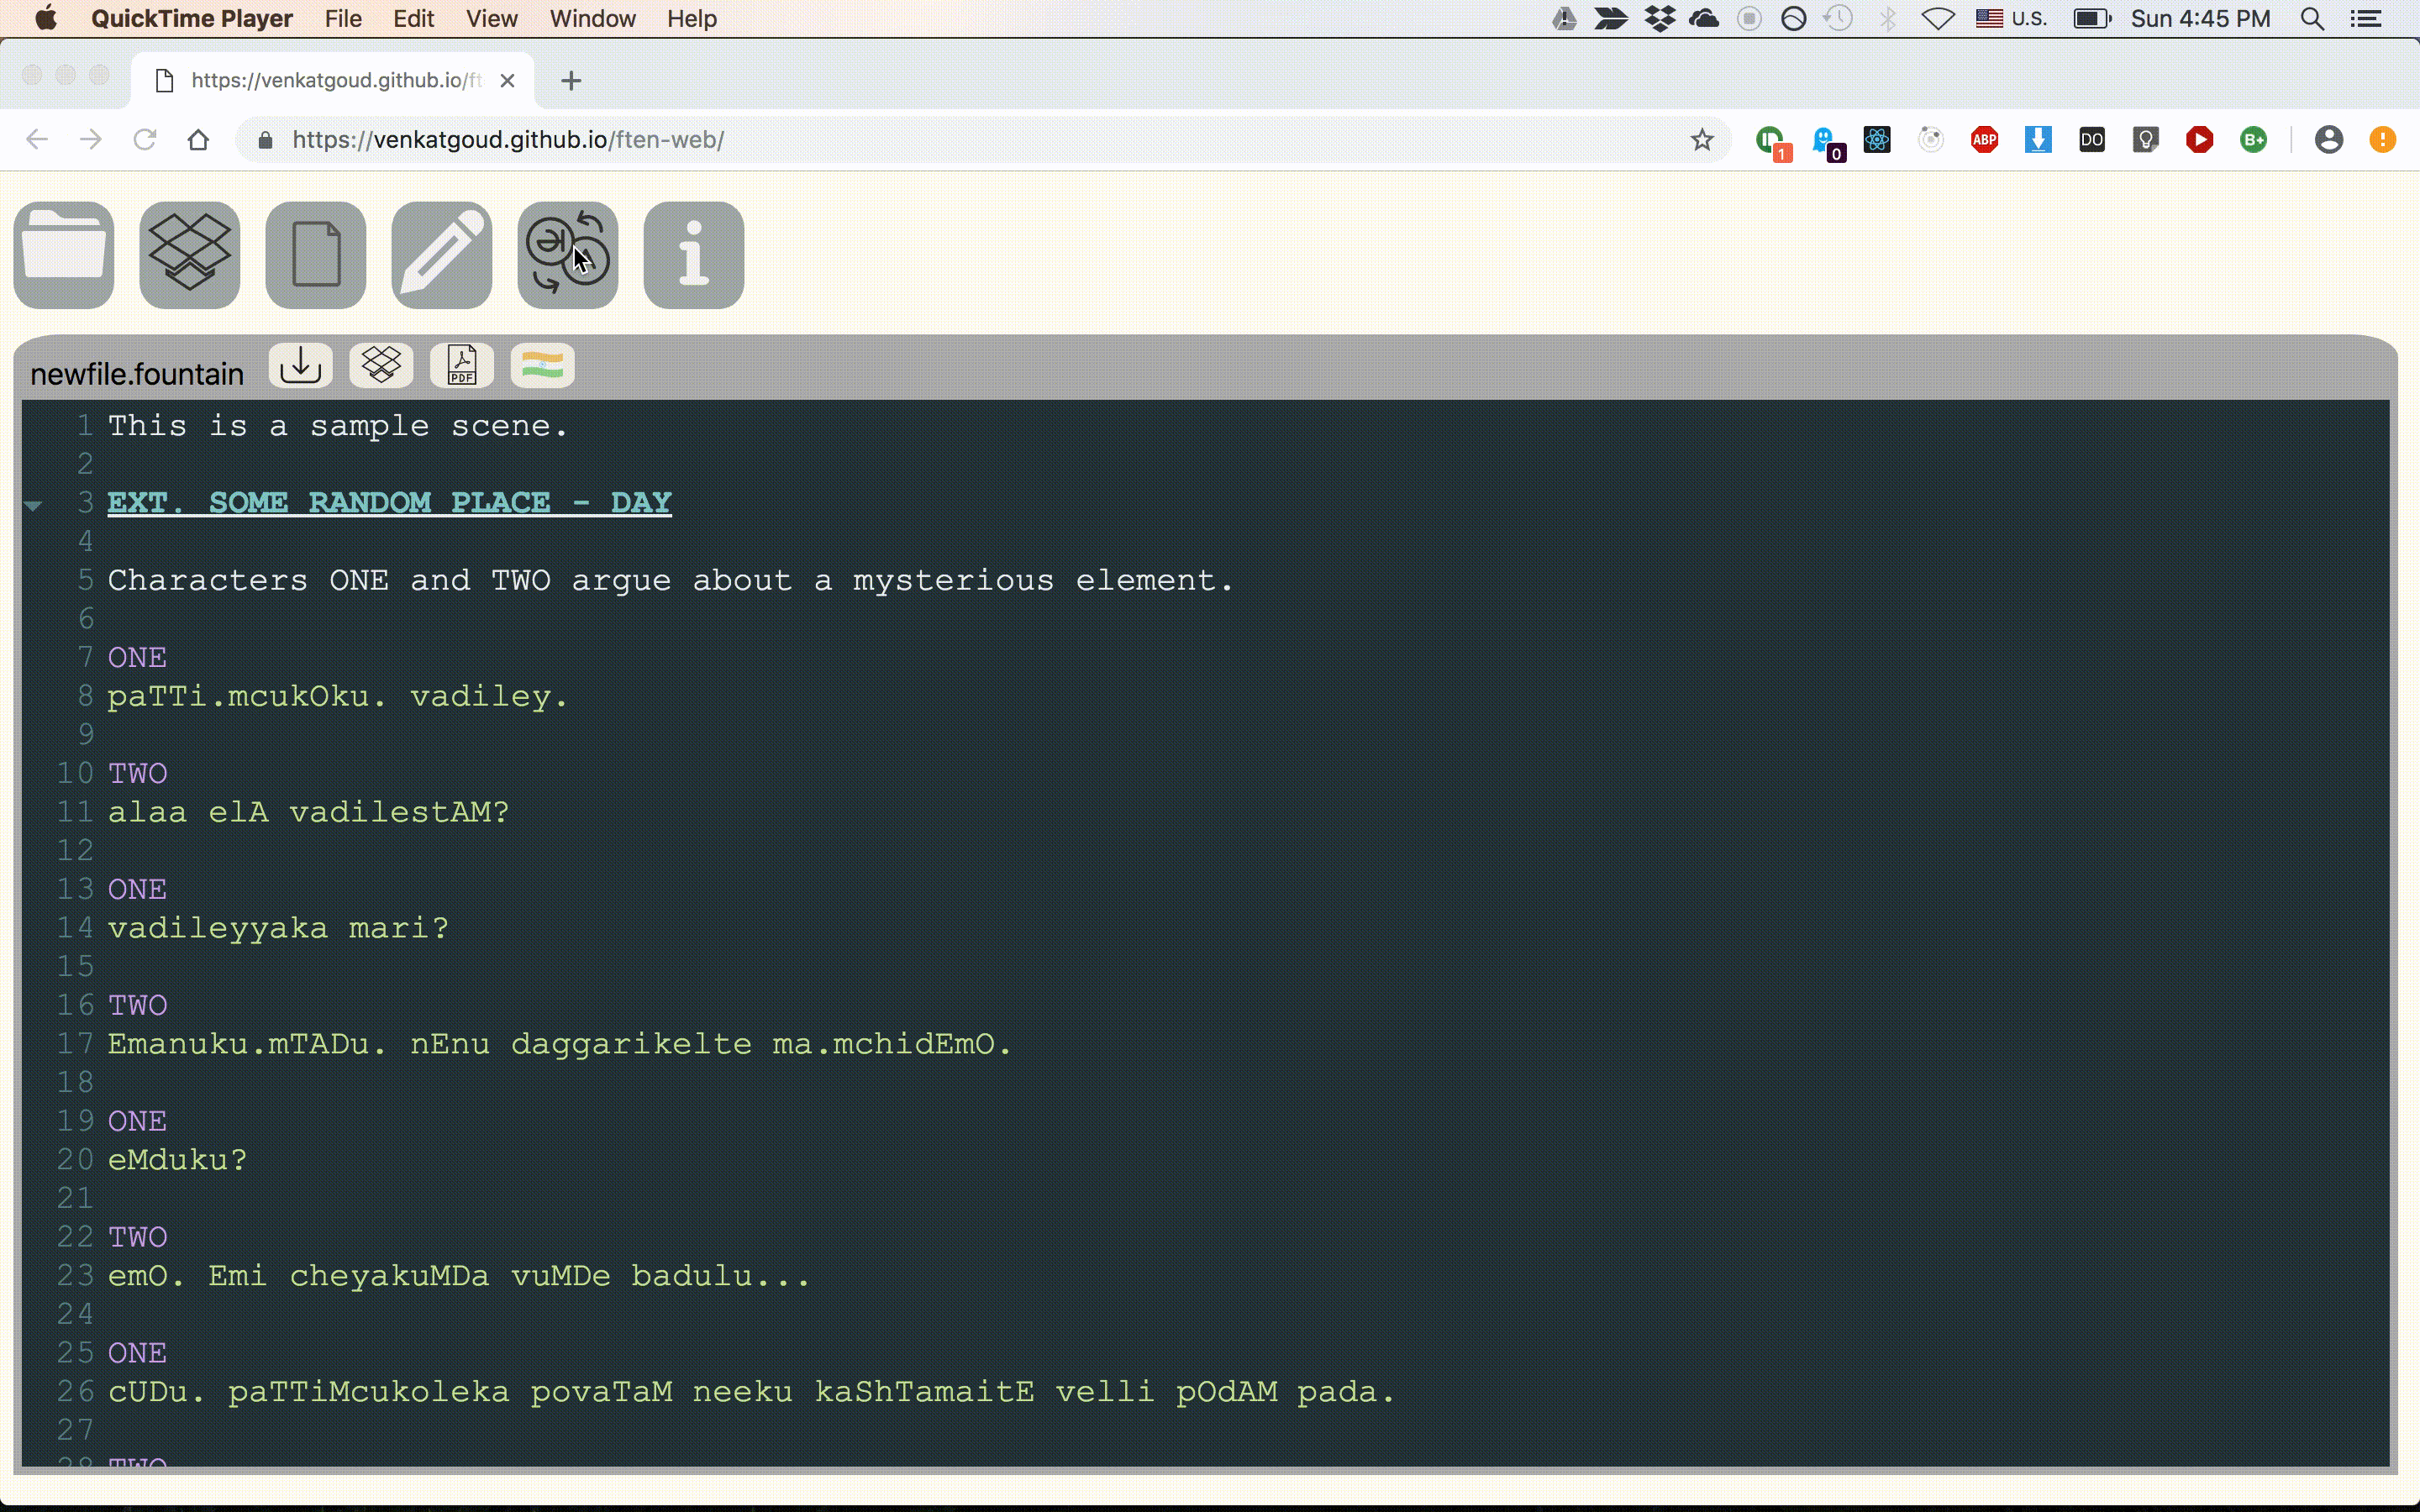 QuickTime Player File Edit View Window Help U.S. Sun 4:45 PM
https://venkatgoud.github.io/ft
https://venkatgoud.github.io/ften-web/ 1 0 ABP DO B+
newfile.fountain PDF
1 This is a sample scene.
2
3 EXT. SOME RANDOM PLACE - DAY
4
5 Characters ONE and TWO argue about a mysterious element.
6
7 ONE
8 paTTi.mcukOku. vadiley.
9
10 TWO
11 alaa elA vadilestAM?
12
13 ONE
14 vadileyyaka mari?
15
16 TWO
17 Emanuku.mTADu. nEnu daggarikelte ma.mchidEmO.
18
19 ONE
20 eMduku?
21
22 TWO
23 emO. Emi cheyakuMDa vuMDe badulu...
24
25 ONE
26 cUDu. paTTiMcukoleka povaTaM neeku kaShTamaitE velli pOdAM pada.
27
28 TWO